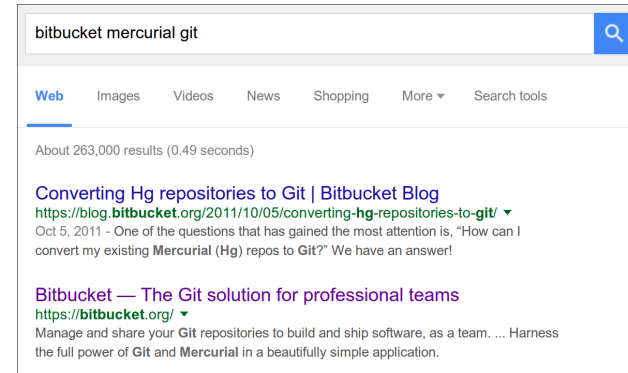 bitbucket mercurial git
Web Images Videos News Shopping More Search tools
About 263,000 results (0.49 seconds)
Converting Hg repositories to Git | Bitbucket Blog
https://blog.bitbucket.org/2011/10/05/converting-hg-repositories-to-git/
Oct 5, 2011 - One of the questions that has gained the most attention is, “How can I
convert my existing Mercurial (Hg) repos to Git?” We have an answer!
Bitbucket — The Git solution for professional teams
https://bitbucket.org/
Manage and share your Git repositories to build and ship software, as a team. ... Harness
the full power of Git and Mercurial in a beautifully simple application.